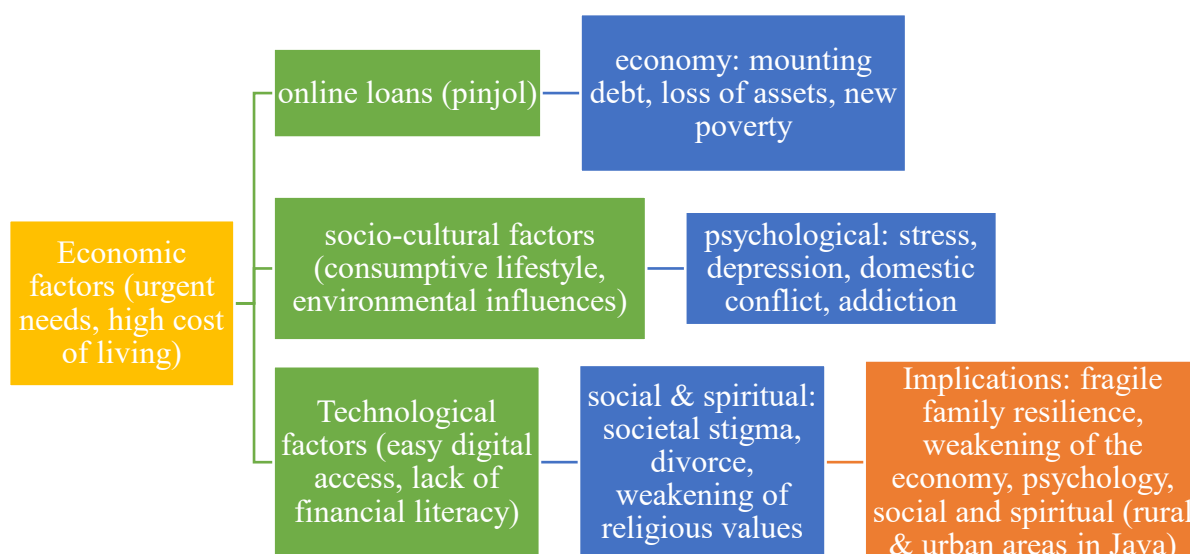 Economic
factors (urgent
needs, high cost
of living)
online loans (pinjol)
economy: mounting
debt, loss of assets, new
poverty
socio-cultural factors
(consumptive lifestyle,
environmental influences)
psychological: stress,
depression, domestic
conflict, addiction
Technological
factors (easy digital
access, lack of
financial literacy)
social & spiritual:
societal stigma,
divorce,
weakening of
religious values
Implications: fragile
family resilience,
weakening of the
economy, psychology,
social and spiritual (rural
& urban areas in Java)